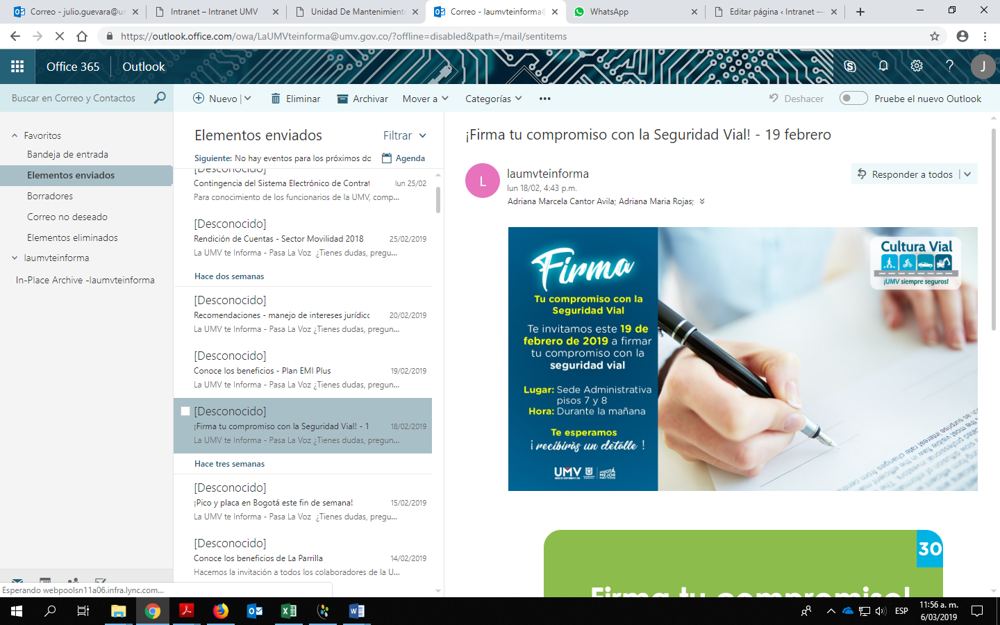 Correo - julio.guevara@um
Intranet – Intranet UMV
Unidad De Mantenimient
Correo - laumvteinforma@
WhatsApp
Editar página ‹ Intranet —
https://outlook.office.com/owa/LaUMVteinforma@umv.gov.co/?offline=disabled&path=/mail/sentitems
Office 365
Outlook
J
Buscar en Correo y Contactos
Nuevo
Eliminar
Archivar
Mover a
Categorías
Deshacer
Pruebe el nuevo Outlook
Favoritos
Bandeja de entrada
Elementos enviados
Borradores
Correo no deseado
Elementos eliminados
laumvteinforma
In-Place Archive -laumvteinforma
Elementos enviados
Filtrar
Siguiente: No hay eventos para los próximos do
Agenda
[Desconocido]
Contingencia del Sistema Electrónico de Contrat
lun 25/02
Para conocimiento de los funcionarios de la UMV, comp...
[Desconocido]
Rendición de Cuentas - Sector Movilidad 2018
25/02/2019
La UMV te Informa - Pasa La Voz ¿Tienes dudas, pregu...
Hace dos semanas
[Desconocido]
Recomendaciones - manejo de intereses jurídicc
20/02/2019
La UMV te Informa - Pasa La Voz ¿Tienes dudas, pregun...
[Desconocido]
Conoce los beneficios - Plan EMI Plus
19/02/2019
La UMV te Informa - Pasa La Voz ¿Tienes dudas, pregun...
[Desconocido]
¡Firma tu compromiso con la Seguridad Vial! - 1
18/02/2019
La UMV te Informa - Pasa La Voz ¿Tienes dudas, pregun...
Hace tres semanas
[Desconocido]
¡Pico y placa en Bogotá este fin de semana!
15/02/2019
La UMV te Informa - Pasa La Voz ¿Tienes dudas, pregu...
[Desconocido]
Conoce los beneficios de La Parrilla
14/02/2019
Hacemos la invitación a todos los colaboradores de la U...
¡Firma tu compromiso con la Seguridad Vial! - 19 febrero
L
laumvteinforma
lun 18/02, 4:43 p.m.
Adriana Marcela Cantor Avila; Adriana Maria Rojas;
Responder a todos
Firma
Tu compromiso con la
Seguridad Vial
Te invitamos este 19 de
febrero de 2019 a firmar
tu compromiso con la
seguridad vial
Lugar: Sede Administrativa
pisos 7 y 8
Hora: Durante la mañana
Te esperamos
¡ recibiràs un detalle !
UMV
BOGOTÁ
MEJOR
PARA TODOS
Cultura Vial
¡UMV siempre seguros!
30
Firma tu compromiso!
Esperando webpoolsn11a06.infra.lync.com...
ESP
11:56 a. m.
6/03/2019